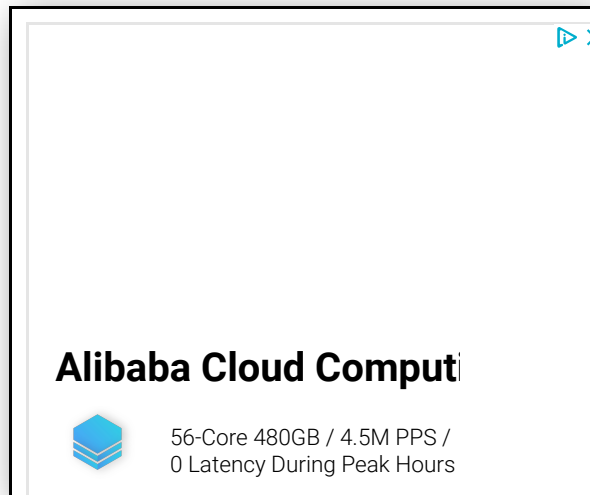 Alibaba Cloud Computi
56-Core 480GB / 4.5M PPS /
0 Latency During Peak Hours